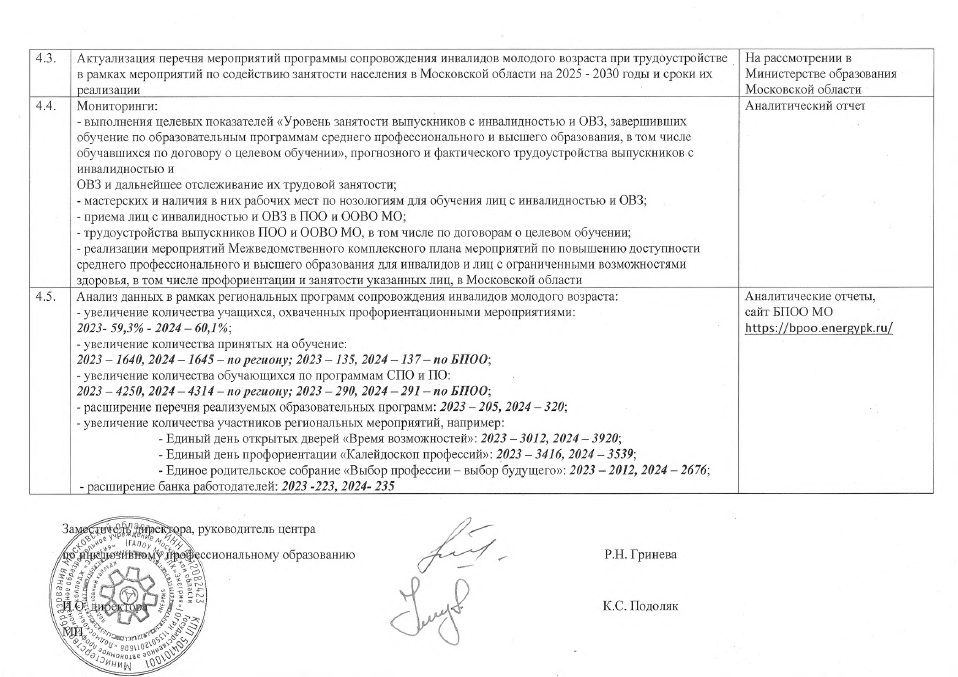 4.3. Актуализация перечня мероприятий программы сопровождения инвалидов молодого возраста при трудоустройстве
в рамках мероприятий по содействию занятости населения в Московской области на 2025 - 2030 годы и сроки их
реализации
На рассмотрении в
Министерстве образования
Московской области
4.4. Мониторинги:
- выполнения целевых показателей «Уровень занятости выпускников с инвалидностью и ОВЗ, завершивших
обучение по образовательным программам среднего профессионального и высшего образования, в том числе
обучавшихся по договору о целевом обучении», прогнозного и фактического трудоустройства выпускников с
инвалидностью и
ОВЗ и дальнейшее отслеживание их трудовой занятости;
- мастерских и наличия в них рабочих мест по нозологиям для обучения лиц с инвалидностью и ОВЗ;
- приема лиц с инвалидностью и ОВЗ в ПОО и ООВО МО;
- трудоустройства выпускников ПОО и ООВО МО, в том числе по договорам о целевом обучении;
- реализации мероприятий Межведомственного комплексного плана мероприятий по повышению доступности
среднего профессионального и высшего образования для инвалидов и лиц с ограниченными возможностями
здоровья, в том числе профориентации и занятости указанных лиц, в Московской области
Аналитический отчет
4.5. Анализ данных в рамках региональных программ сопровождения инвалидов молодого возраста:
- увеличение количества учащихся, охваченных профориентационными мероприятиями:
2023- 59,3% - 2024 – 60,1%;
- увеличение количества принятых на обучение:
2023 – 1640, 2024 – 1645 – по региону; 2023 – 135, 2024 – 137 – по БПОО;
- увеличение количества обучающихся по программам СПО и ПО:
2023 – 4250, 2024 – 4314 – по региону; 2023 – 290, 2024 – 291 – по БПОО;
- расширение перечня реализуемых образовательных программ: 2023 – 205, 2024 – 320;
- увеличение количества участников региональных мероприятий, например:
- Единый день открытых дверей «Время возможностей»: 2023 – 3012, 2024 – 3920;
- Единый день профориентации «Калейдоскоп профессий»: 2023 – 3416, 2024 – 3539;
- Единое родительское собрание «Выбор профессии – выбор будущего»: 2023 – 2012, 2024 – 2676;
- расширение банка работодателей: 2023 -223, 2024- 235
Аналитические отчеты,
сайт БПОО МО
https://bpoo.energypk.ru/
Заместитель директора, руководитель центра
по инклюзивному профессиональному образованию Р.Н. Гринева
И.О. директора К.С. Подоляк
МП